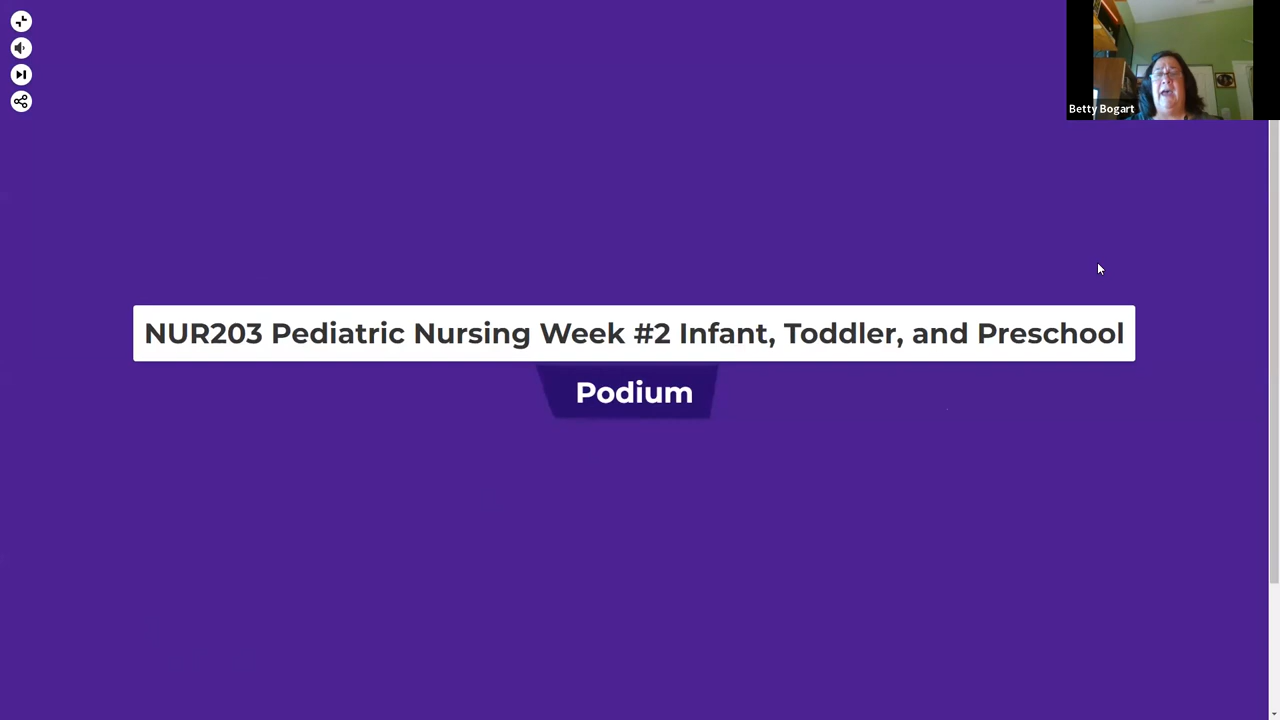 Betty Bogart
NUR203 Pediatric Nursing Week #2 Infant, Toddler, and Preschool
Podium